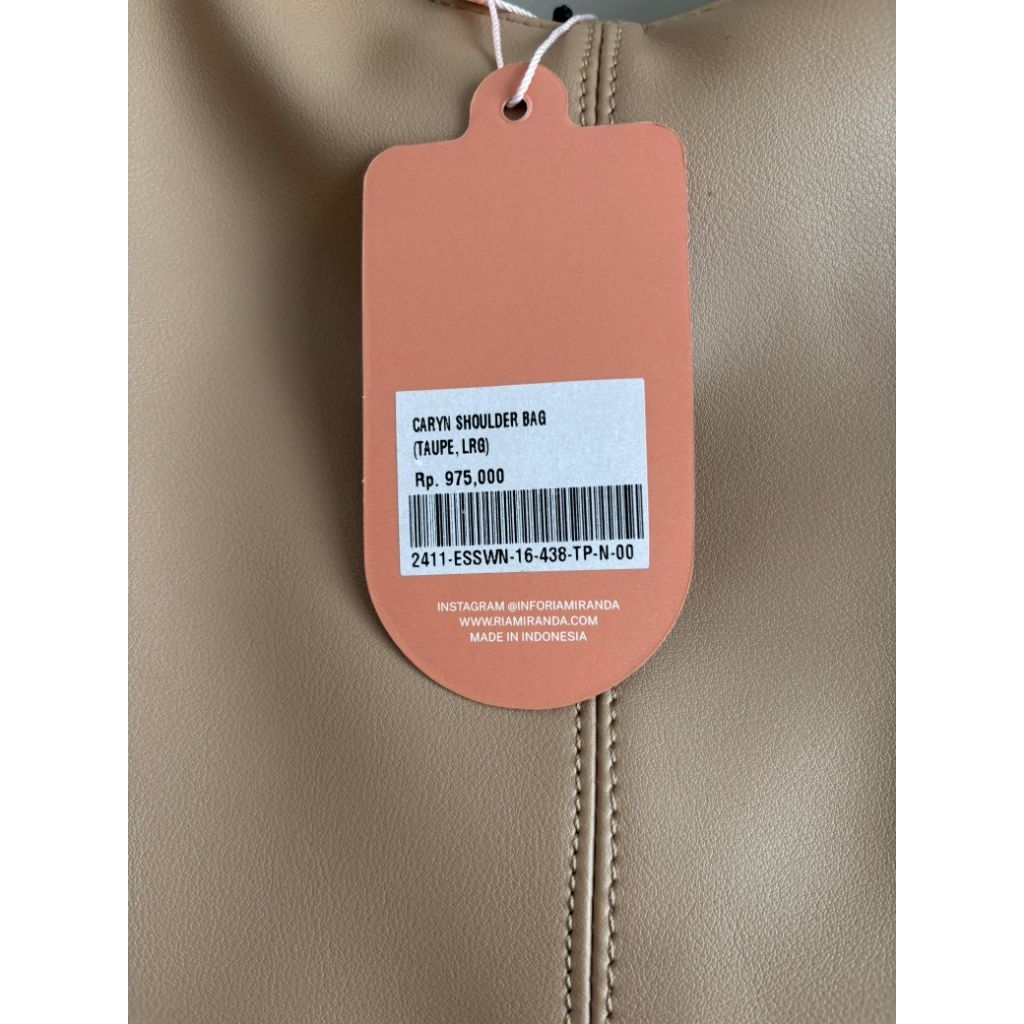 CARYN SHOULDER BAG
(TAUPE, LRG)
Rp. 975,000
2411-ESSWN-16-438-TP-N-00
INSTAGRAM @INFORIAMIRANDA
WWW.RIAMIRANDA.COM
MADE IN INDONESIA